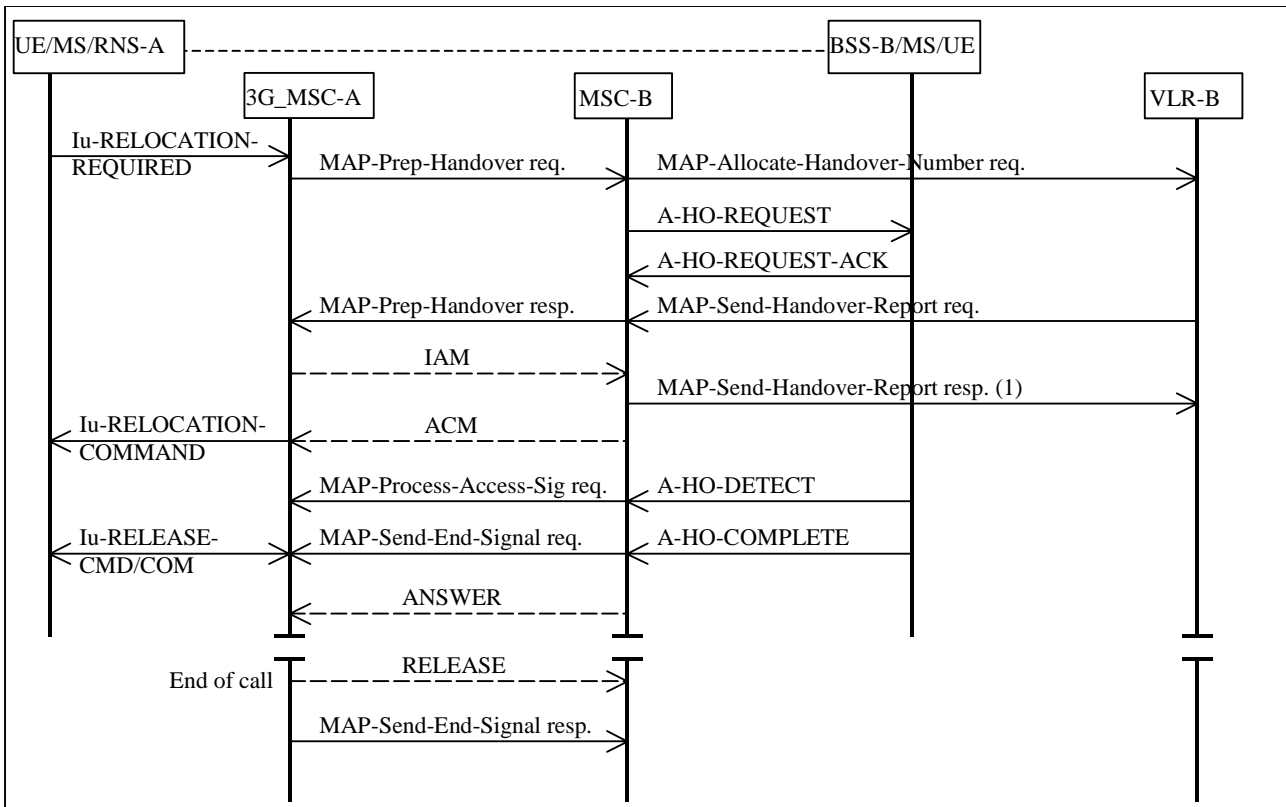 UE/MS/RNS-A
BSS-B/MS/UE
3G_MSC-A
MSC-B
VLR-B
Iu-RELOCATION-
REQUIRED
MAP-Prep-Handover req.
MAP-Allocate-Handover-Number req.
A-HO-REQUEST
A-HO-REQUEST-ACK
MAP-Prep-Handover resp.
MAP-Send-Handover-Report req.
IAM
MAP-Send-Handover-Report resp. (1)
Iu-RELOCATION-
COMMAND
ACM
MAP-Process-Access-Sig req.
A-HO-DETECT
Iu-RELEASE-
CMD/COM
MAP-Send-End-Signal req.
A-HO-COMPLETE
ANSWER
RELEASE
End of call
MAP-Send-End-Signal resp.